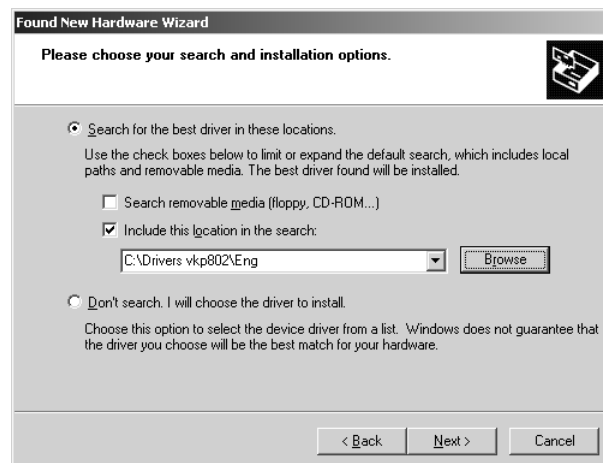 Found New Hardware Wizard
Please choose your search and installation options.
Search for the best driver in these locations.
Use the check boxes below to limit or expand the default search, which includes local
paths and removable media. The best driver found will be installed.
Search removable media (floppy, CD-ROM...)
Include this location in the search:
C:\Drivers vkp802\Eng
Browse
Don't search. I will choose the driver to install.
Choose this option to select the device driver from a list. Windows does not guarantee that
the driver you choose will be the best match for your hardware.
< Back
Next >
Cancel